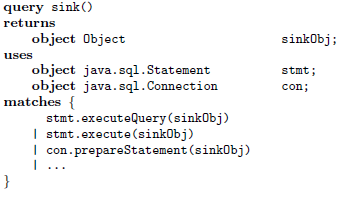 query sink()
returns
object Object sinkObj;
uses
object java.sql.Statement stmt;
object java.sql.Connection con;
matches {
stmt.executeQuery(sinkObj)
| stmt.execute(sinkObj)
| con.prepareStatement(sinkObj)
| ...
}